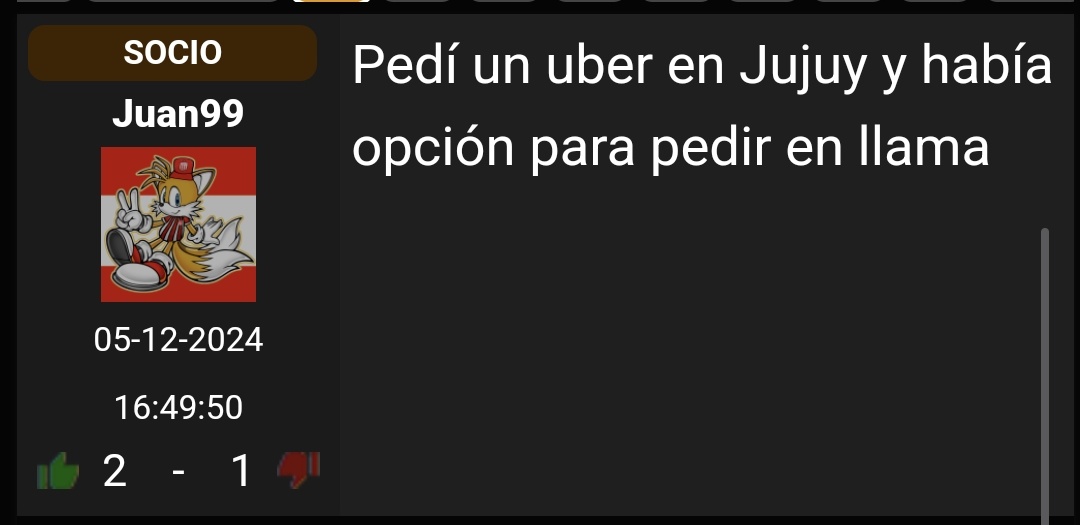 SOCIO
Juan99
05-12-2024
16:49:50
2 - 1
Pedí un uber en Jujuy y había
opción para pedir en llama